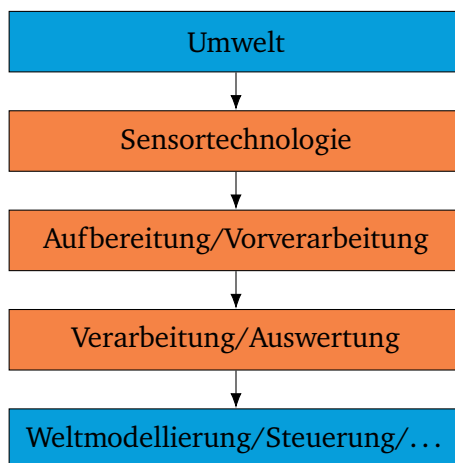 Umwelt
Sensortechnologie
Aufbereitung/Vorverarbeitung
Verarbeitung/Auswertung
Weltmodellierung/Steuerung/...